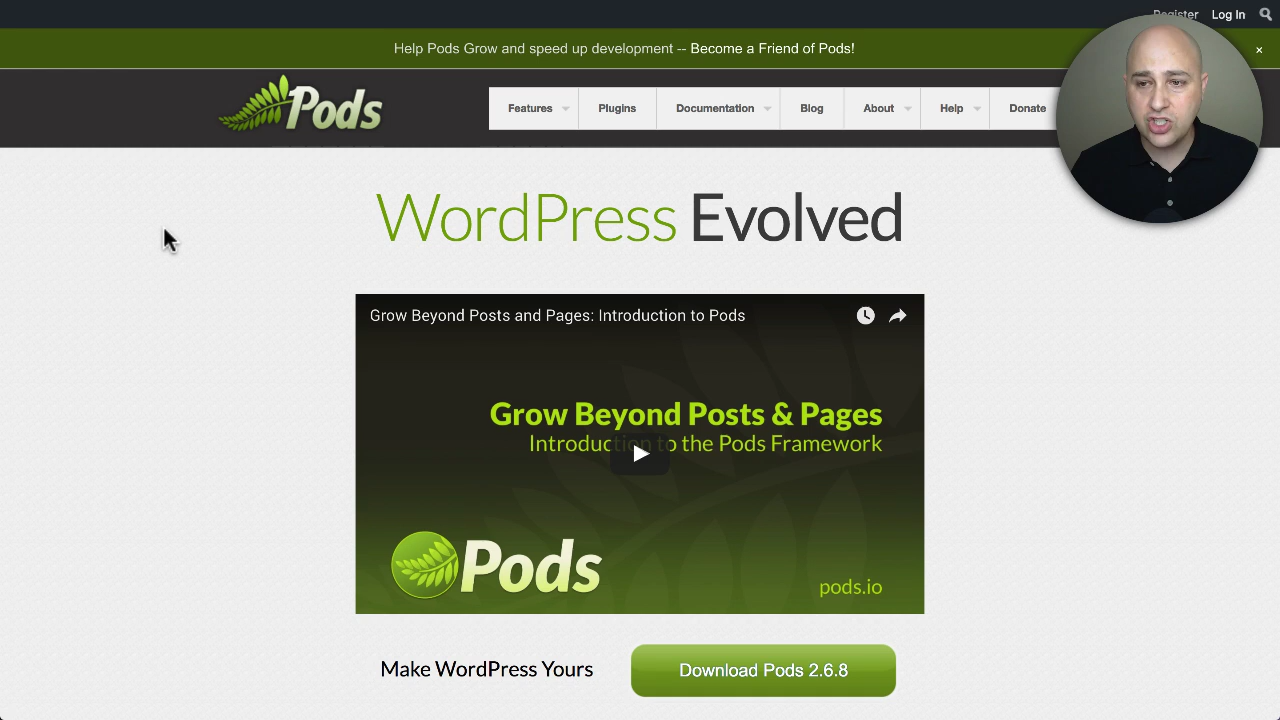 Register Log In
Help Pods Grow and speed up development -- Become a Friend of Pods! ×
Pods
Features Plugins Documentation Blog About Help Donate
WordPress Evolved
Grow Beyond Posts and Pages: Introduction to Pods
Grow Beyond Posts & Pages
Introduction to the Pods Framework
Pods
pods.io
Make WordPress Yours
Download Pods 2.6.8